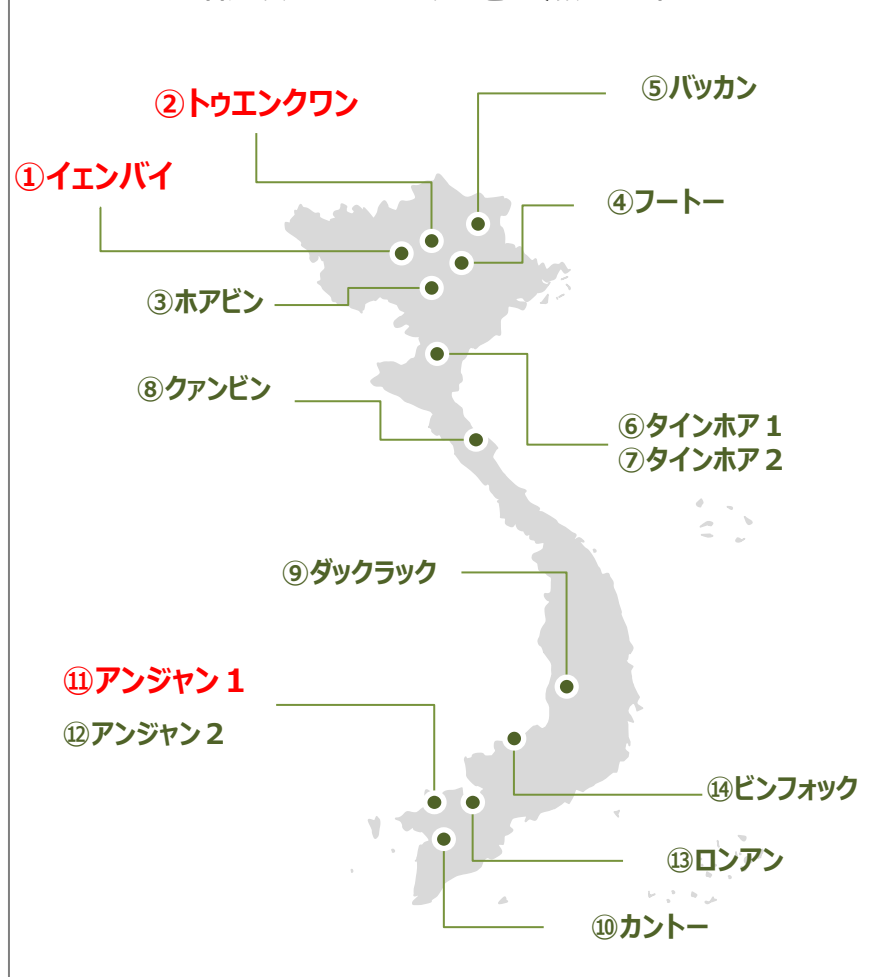 ②トゥエンクワン
⑤バッカン
①イェンバイ
④フートー
③ホアビン
⑧クァンビン
⑥タインホア１
⑦タインホア２
⑨ダックラック
⑪アンジャン１
⑫アンジャン２
⑭ビンフォック
⑬ロンアン
⑩カントー